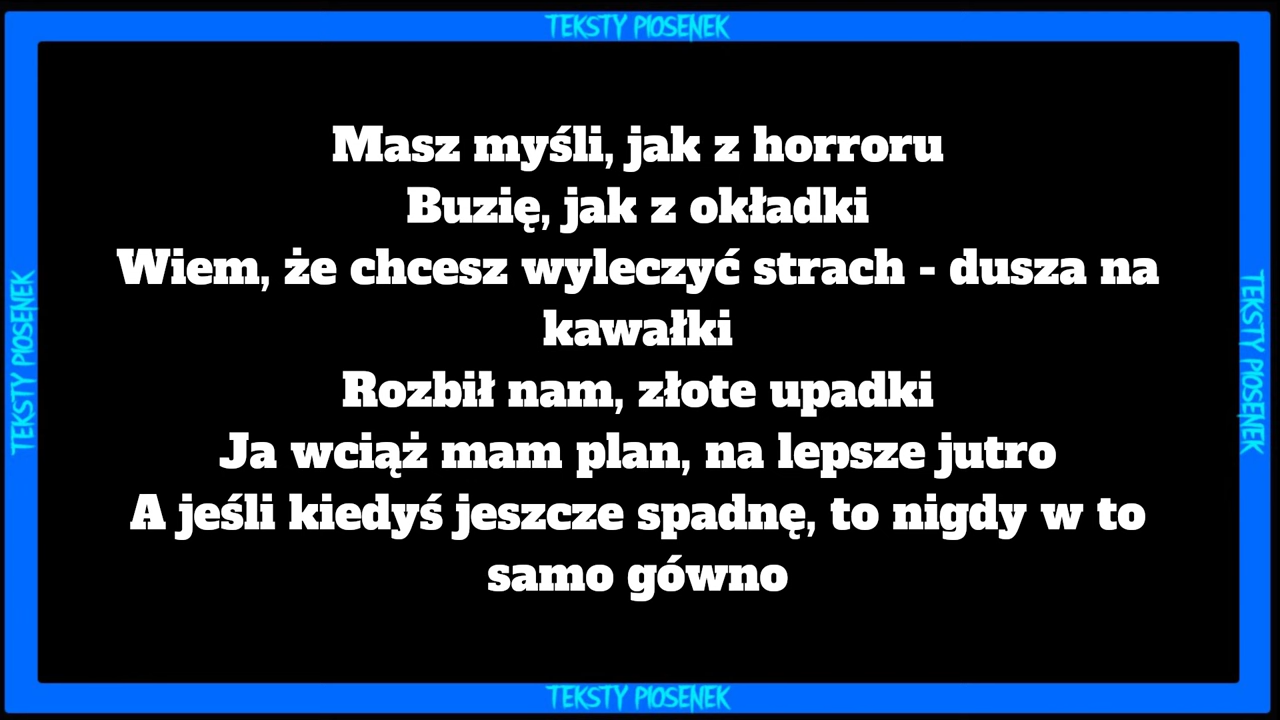 TEKSTY PIOSENEK
Masz myśli, jak z horroru
Buzię, jak z okładki
Wiem, że chcesz wyleczyć strach - dusza na
kawałki
Rozbił nam, złote upadki
Ja wciąż mam plan, na lepsze jutro
A jeśli kiedyś jeszcze spadnę, to nigdy w to
samo gówno
TEKSTY PIOSENEK
TEKSTY PIOSENEK
TEKSTY PIOSENEK